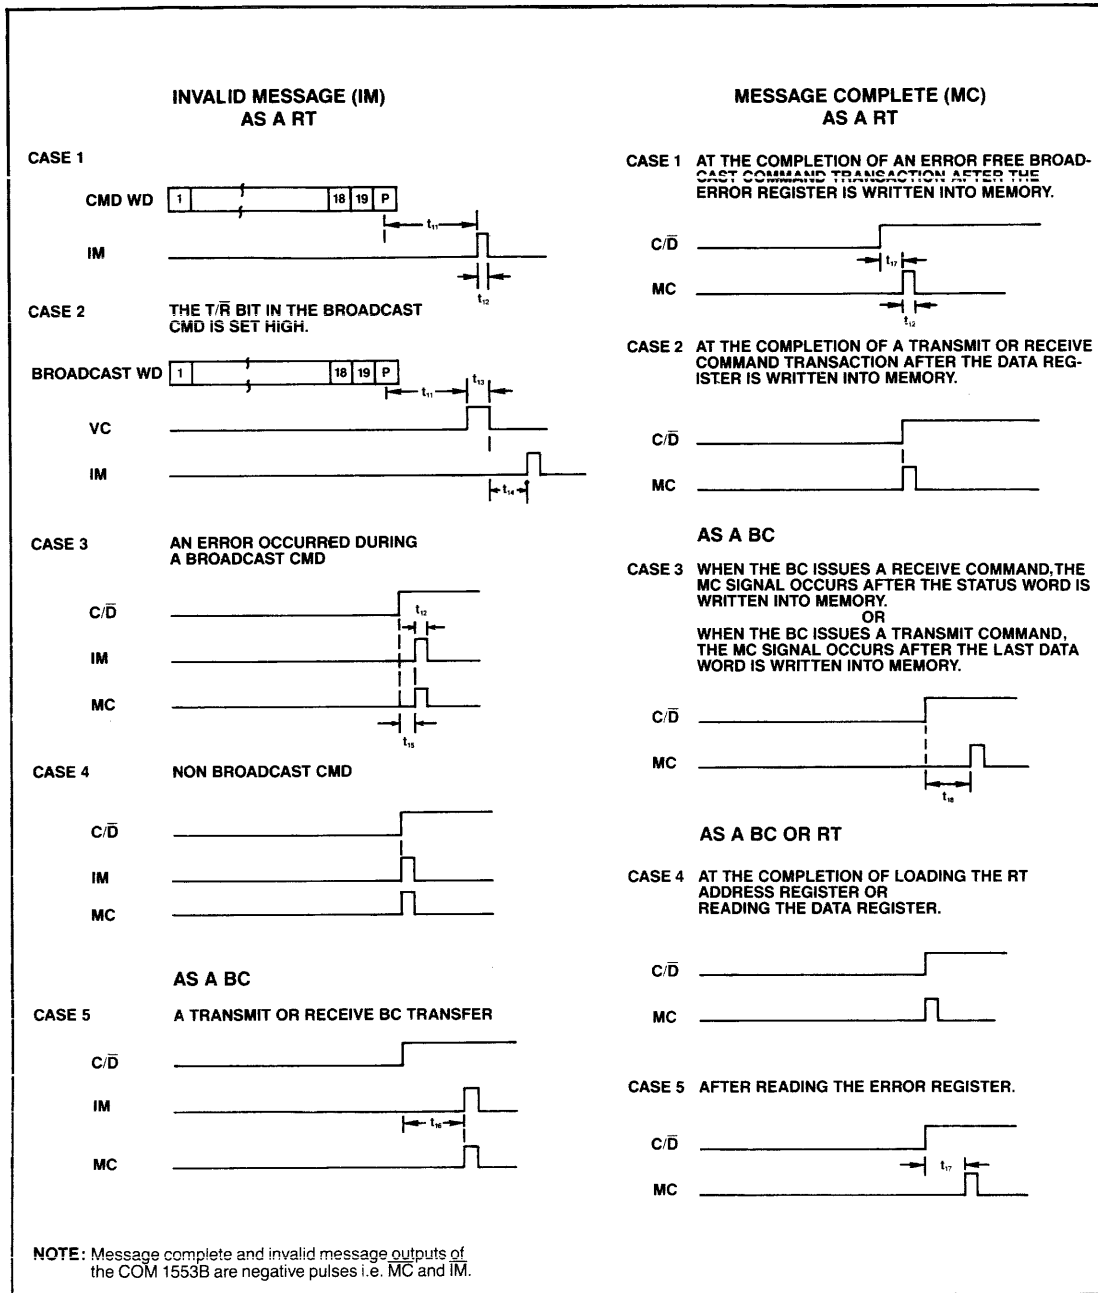 INVALID MESSAGE (IM)
AS A RT
CASE 1
CMD WD 1 18 19 P
t11
IM
t12
CASE 2 THE T/R̅ BIT IN THE BROADCAST
CMD IS SET HIGH.
BROADCAST WD 1 18 19 P
t11 t13
VC
IM
t14
CASE 3 AN ERROR OCCURRED DURING
A BROADCAST CMD
C/D̅
t12
IM
MC
t15
CASE 4 NON BROADCAST CMD
C/D̅
IM
MC
AS A BC
CASE 5 A TRANSMIT OR RECEIVE BC TRANSFER
C/D̅
IM
t16
MC
NOTE: Message complete and invalid message outputs of
the COM 1553B are negative pulses i.e. M̅C̅ and I̅M̅.
MESSAGE COMPLETE (MC)
AS A RT
CASE 1 AT THE COMPLETION OF AN ERROR FREE BROAD-
CAST COMMAND TRANSACTION AFTER THE
ERROR REGISTER IS WRITTEN INTO MEMORY.
C/D̅
t17
MC
t12
CASE 2 AT THE COMPLETION OF A TRANSMIT OR RECEIVE
COMMAND TRANSACTION AFTER THE DATA REG-
ISTER IS WRITTEN INTO MEMORY.
C/D̅
MC
AS A BC
CASE 3 WHEN THE BC ISSUES A RECEIVE COMMAND, THE
MC SIGNAL OCCURS AFTER THE STATUS WORD IS
WRITTEN INTO MEMORY.
OR
WHEN THE BC ISSUES A TRANSMIT COMMAND,
THE MC SIGNAL OCCURS AFTER THE LAST DATA
WORD IS WRITTEN INTO MEMORY.
C/D̅
MC
t18
AS A BC OR RT
CASE 4 AT THE COMPLETION OF LOADING THE RT
ADDRESS REGISTER OR
READING THE DATA REGISTER.
C/D̅
MC
CASE 5 AFTER READING THE ERROR REGISTER.
C/D̅
t17
MC